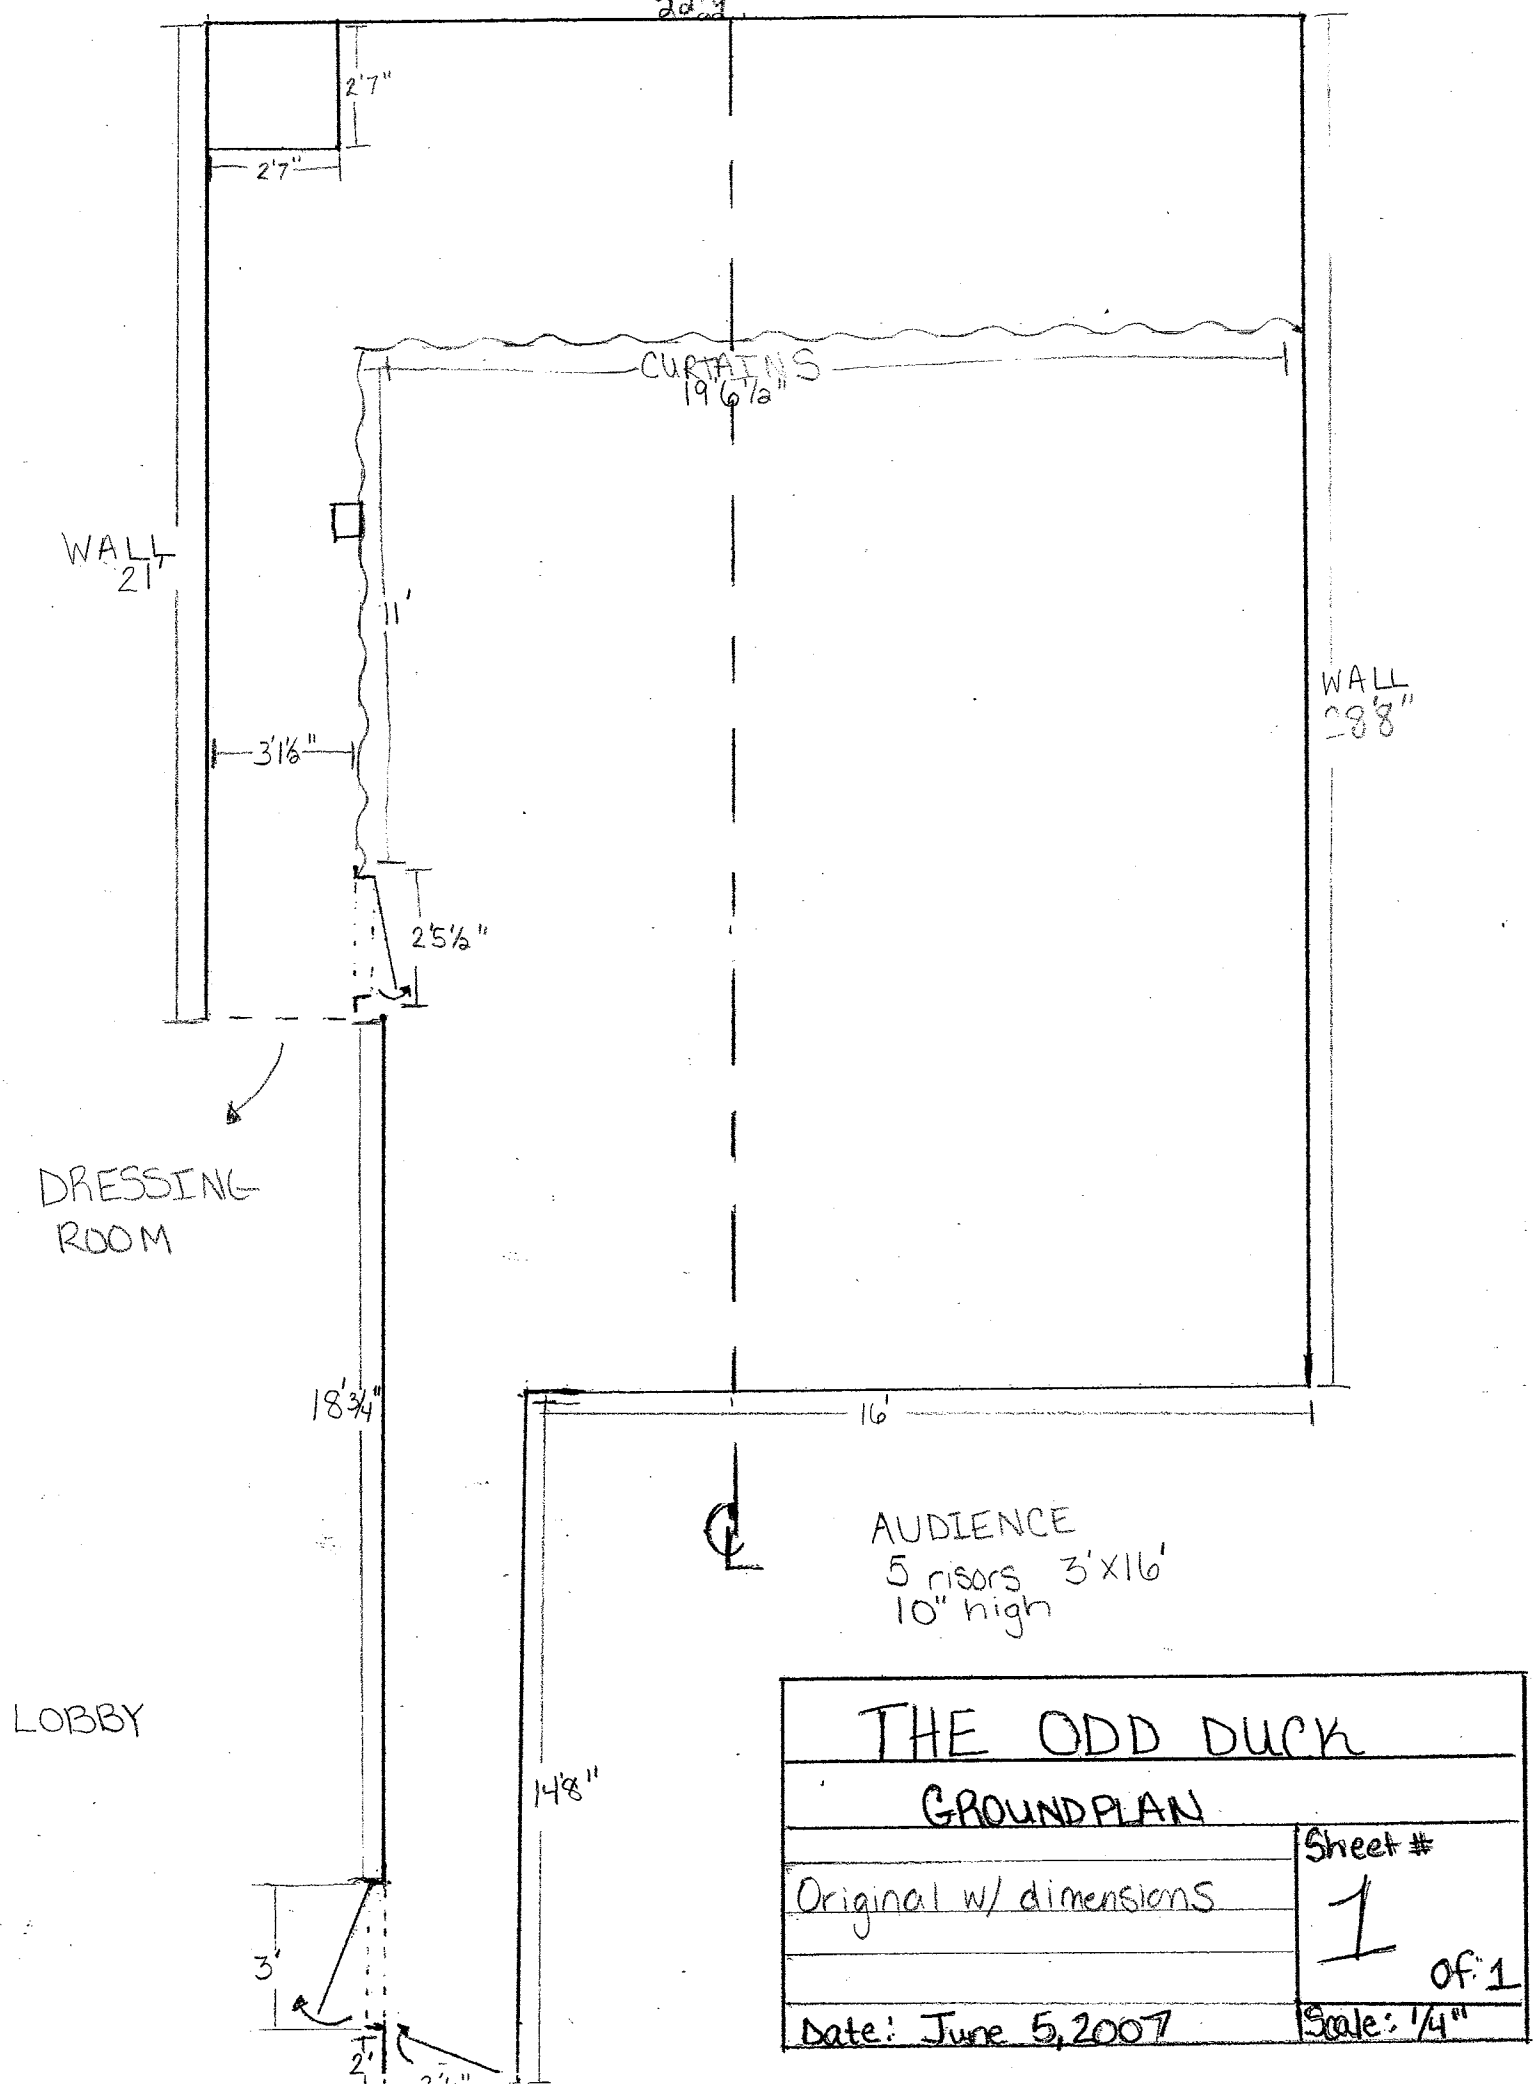 2'7"
2'7"
CURTAINS
19'6½"
WALL
21'
11'
WALL
3'1½"
2'5½"
DRESSING
ROOM
18'¾"
16'
AUDIENCE
5 risors 3'X16'
10" high
LOBBY
14'8"
THE ODD DUCK
GROUNDPLAN
Sheet #
Original w/ dimensions
1
of: 1
3'
Date: June 5, 2007
Scale: 1/4"
2'